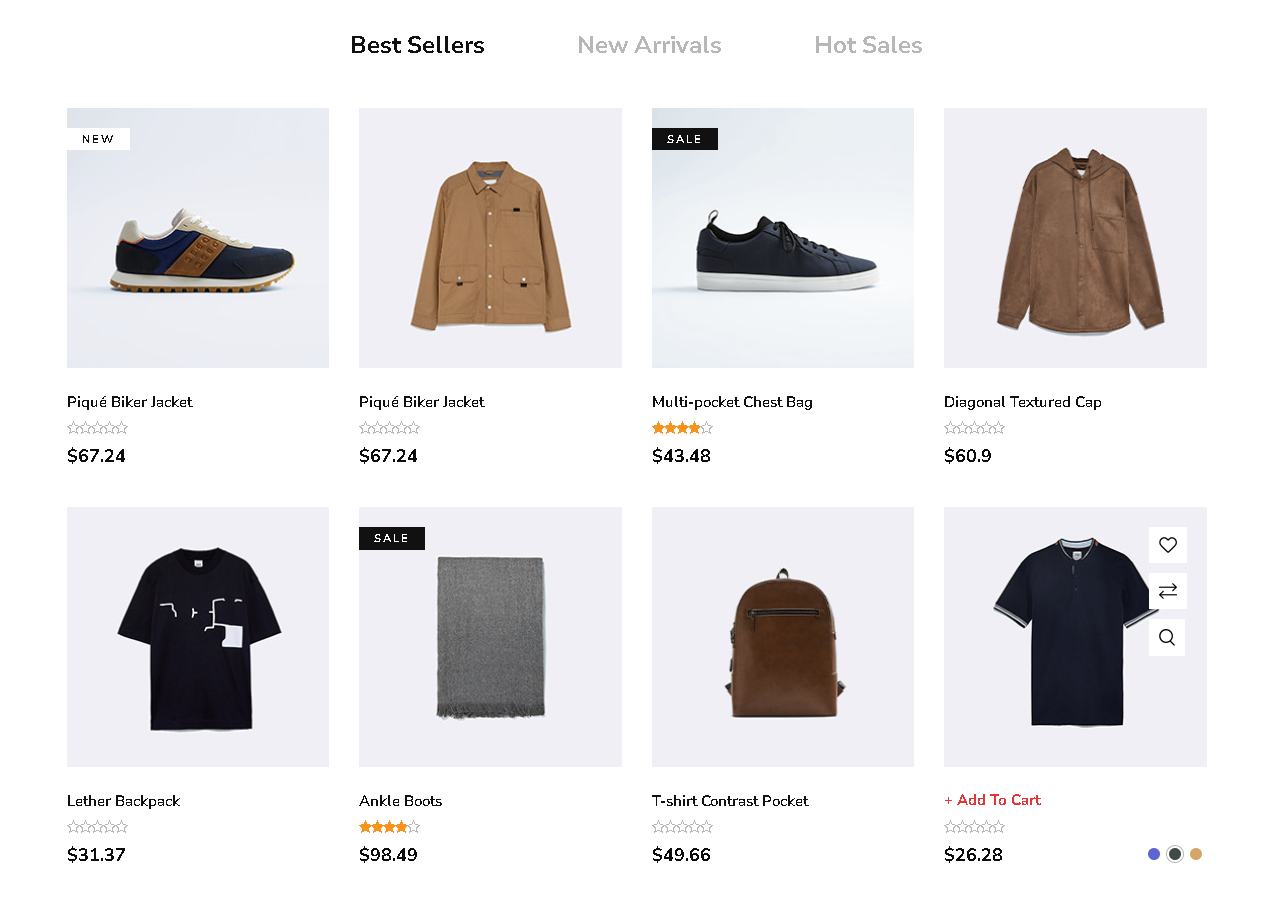 Best Sellers New Arrivals Hot Sales
NEW
SALE
Piqué Biker Jacket
$67.24
Piqué Biker Jacket
$67.24
Multi-pocket Chest Bag
$43.48
Diagonal Textured Cap
$60.9
SALE
Lether Backpack
$31.37
Ankle Boots
$98.49
T-shirt Contrast Pocket
$49.66
+ Add To Cart
$26.28